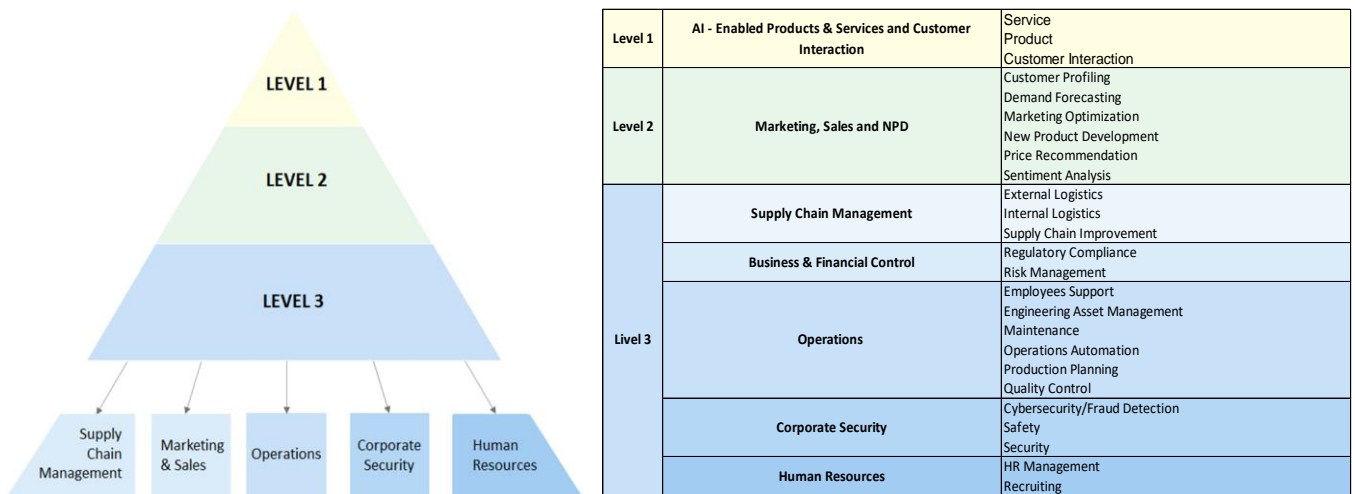 LEVEL 1
LEVEL 2
LEVEL 3
Supply
Chain
Management
Marketing
& Sales
Operations
Corporate
Security
Human
Resources
Level 1
AI - Enabled Products & Services and Customer
Interaction
Service
Product
Customer Interaction
Level 2
Marketing, Sales and NPD
Customer Profiling
Demand Forecasting
Marketing Optimization
New Product Development
Price Recommendation
Sentiment Analysis
Livel 3
Supply Chain Management
External Logistics
Internal Logistics
Supply Chain Improvement
Business & Financial Control
Regulatory Compliance
Risk Management
Operations
Employees Support
Engineering Asset Management
Maintenance
Operations Automation
Production Planning
Quality Control
Corporate Security
Cybersecurity/Fraud Detection
Safety
Security
Human Resources
HR Management
Recruiting